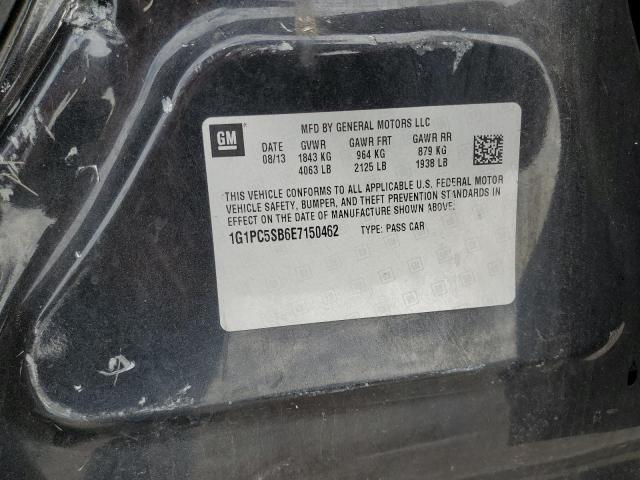 GM
MFD BY GENERAL MOTORS LLC
DATE GVWR GAWR FRT GAWR RR
08/13 1843 KG 964 KG 879 KG
4063 LB 2125 LB 1938 LB
THIS VEHICLE CONFORMS TO ALL APPLICABLE U.S. FEDERAL MOTOR
VEHICLE SAFETY, BUMPER, AND THEFT PREVENTION STANDARDS IN
EFFECT ON THE DATE OF MANUFACTURE SHOWN ABOVE.
1G1PC5SB6E7150462 TYPE: PASS CAR